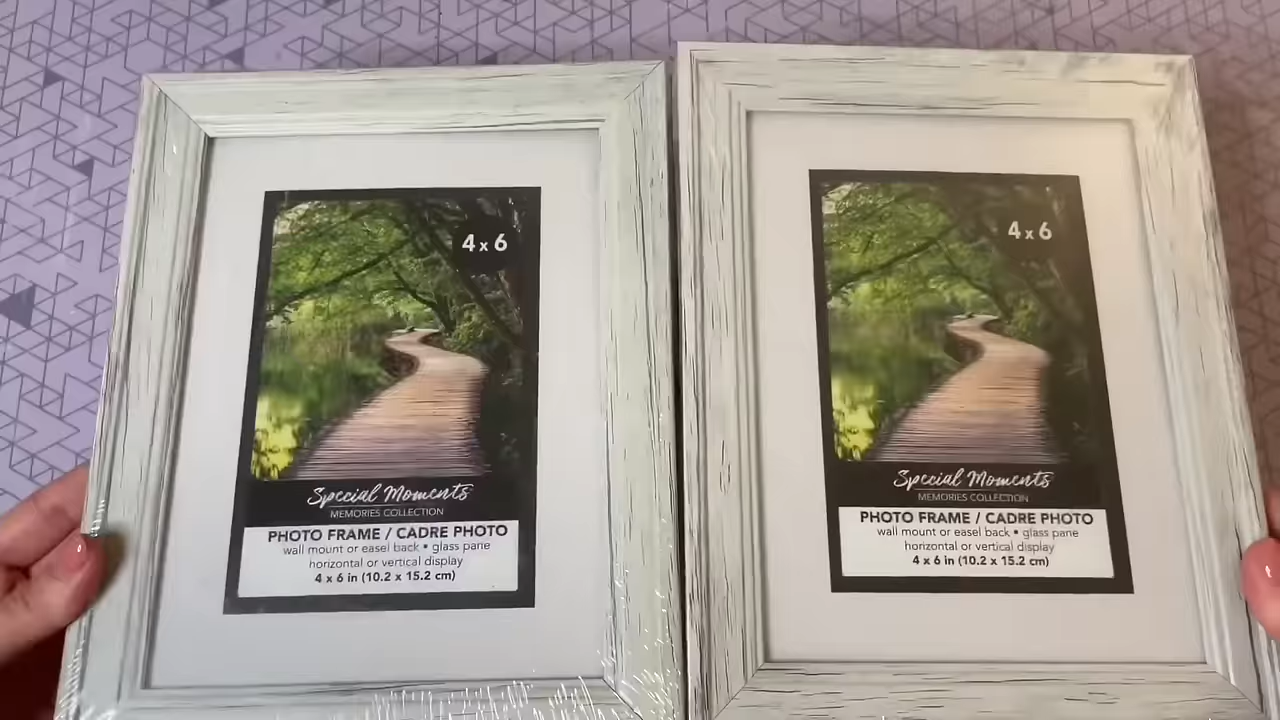 4 x 6
Special Moments
MEMORIES COLLECTION
PHOTO FRAME / CADRE PHOTO
wall mount or easel back • glass pane
horizontal or vertical display
4 x 6 in (10.2 x 15.2 cm)
4 x 6
Special Moments
MEMORIES COLLECTION
PHOTO FRAME / CADRE PHOTO
wall mount or easel back • glass pane
horizontal or vertical display
4 x 6 in (10.2 x 15.2 cm)